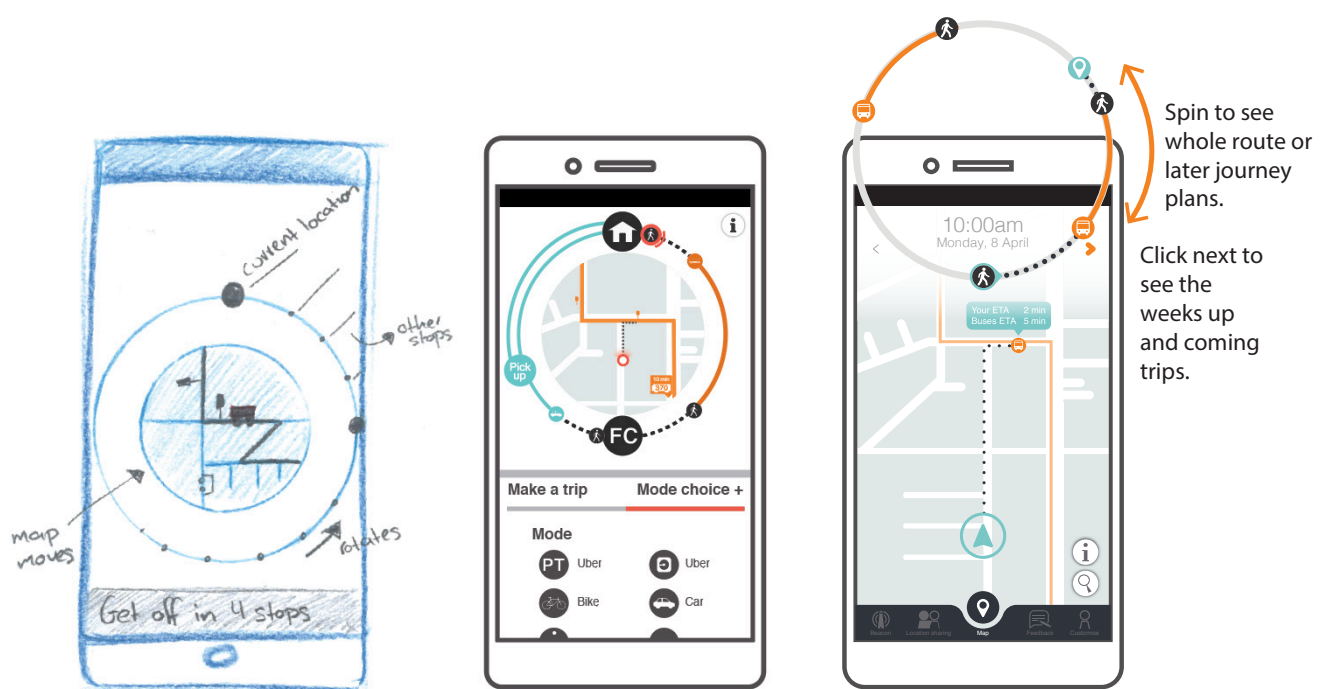 current location
other
stops
map
moves
rotates
Get off in 4 stops
i
Pick
up
10 min
370
FC
Make a trip
Mode choice +
Mode
PT
Uber
Uber
Bike
Car
10:00am
Monday, 8 April
<
>
Your ETA 2 min
Buses ETA 5 min
i
Beacon
Location sharing
Map
Feedback
Customise
Spin to see
whole route or
later journey
plans.
Click next to
see the
weeks up
and coming
trips.